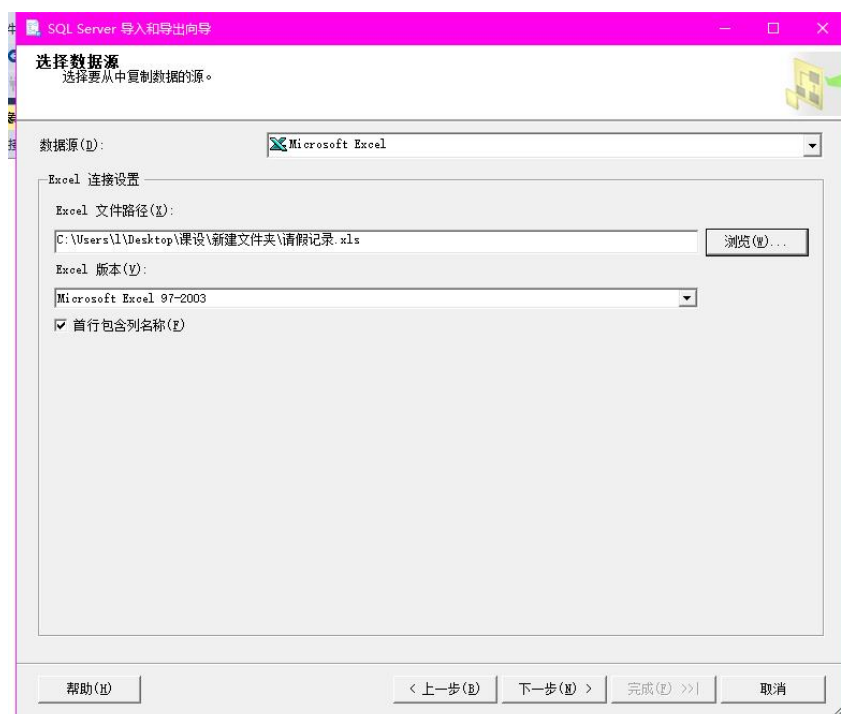 SQL Server 导入和导出向导
选择数据源
选择要从中复制数据的源。
数据源(D):
Microsoft Excel
Excel 连接设置
Excel 文件路径(X):
C:\Users\l\Desktop\课设\新建文件夹\请假记录.xls
浏览(W)...
Excel 版本(V):
Microsoft Excel 97-2003
首行包含列名称(F)
帮助(H)
< 上一步(B)
下一步(N) >
完成(F) >>|
取消